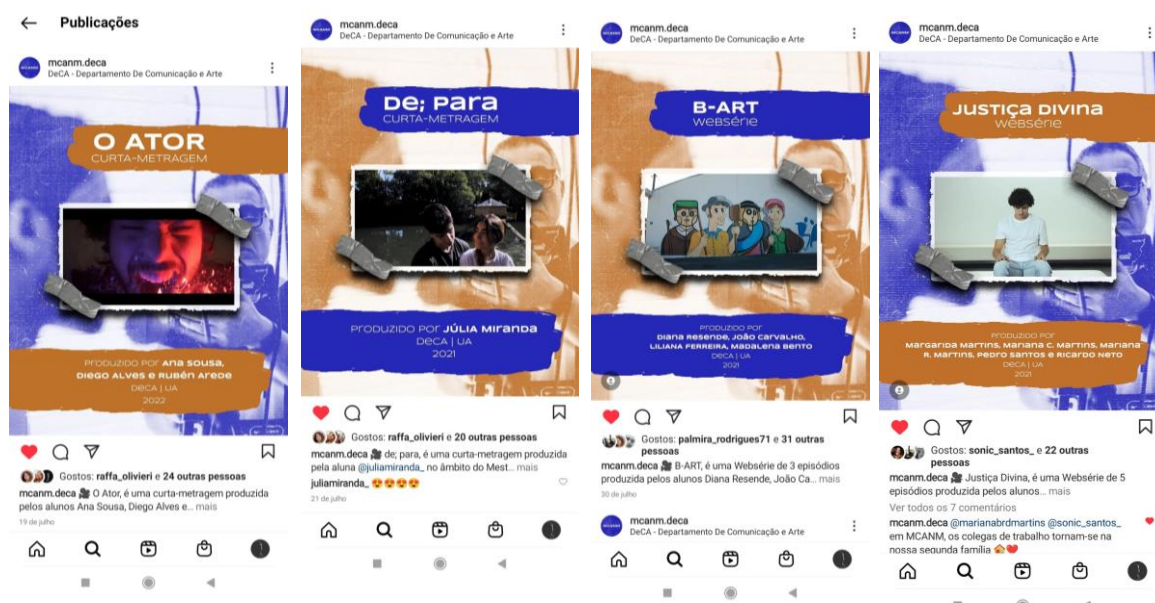 Publicações
mcanm.deca
DeCA - Departamento De Comunicação e Arte
O ATOR
CURTA-METRAGEM
PRODUZIDO POR ANA SOUSA,
DIEGO ALVES E RUBÉN AREDE
DECA | UA
2022
Gostos: raffa_olivieri e 24 outras pessoas
mcanm.deca 🎥 O Ator, é uma curta-metragem produzida
pelos alunos Ana Sousa, Diego Alves e... mais
19 de julho
mcanm.deca
DeCA - Departamento De Comunicação e Arte
De; Para
CURTA-METRAGEM
PRODUZIDO POR JÚLIA MIRANDA
DECA | UA
2021
Gostos: raffa_olivieri e 20 outras pessoas
mcanm.deca 🎥 de; para, é uma curta-metragem produzida
pela aluna @juliamiranda_ no âmbito do Mest... mais
juliamiranda_ 😍😍😍😍
21 de julho
mcanm.deca
DeCA - Departamento De Comunicação e Arte
B-ART
websérie
PRODUZIDO POR
DIANA RESENDE, JOÃO CARVALHO,
LILIANA FERREIRA, MADALENA BENTO
DECA | UA
2021
Gostos: palmira_rodrigues71 e 31 outras
pessoas
mcanm.deca 🎥 B-ART, é uma Websérie de 3 episódios
produzida pelos alunos Diana Resende, João Ca... mais
30 de julho
mcanm.deca
DeCA - Departamento De Comunicação e Arte
mcanm.deca
DeCA - Departamento De Comunicação e Arte
JUSTIÇA DIVINA
websérie
PRODUZIDO POR
MARGARIDA MARTINS, MARIANA C. MARTINS, MARIANA
R. MARTINS, PEDRO SANTOS E RICARDO NETO
DECA | UA
2021
Gostos: sonic_santos_ e 22 outras
pessoas
mcanm.deca 🎥 Justiça Divina, é uma Websérie de 5
episódios produzida pelos alunos... mais
Ver todos os 7 comentários
mcanm.deca @marianabrdmartins @sonic_santos_
em MCANM, os colegas de trabalho tornam-se na
nossa segunda família 🏠❤️